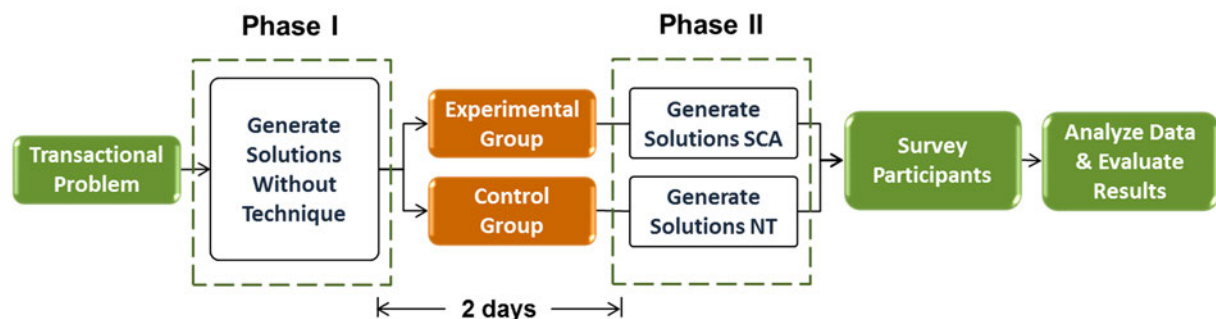 Phase I
Phase II
Transactional
Problem
Generate
Solutions
Without
Technique
Experimental
Group
Control
Group
Generate
Solutions SCA
Generate
Solutions NT
Survey
Participants
Analyze Data
& Evaluate
Results
2 days